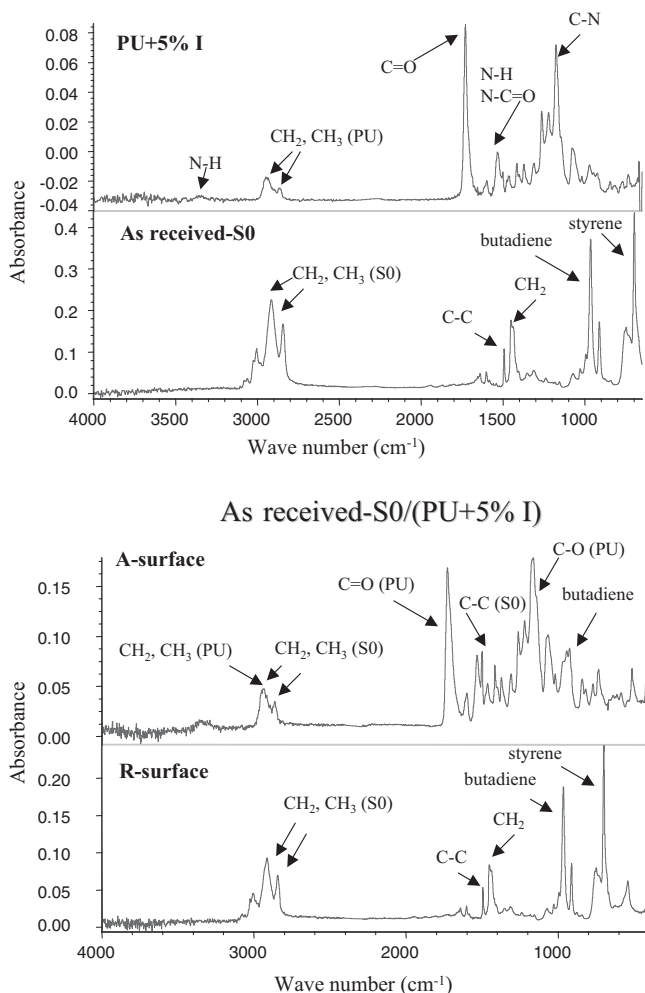 PU+5% I
C=O
C-N
N-H
N-C=O
CH₂, CH₃ (PU)
N-H
0.08
0.06
0.04
0.02
0.00
-0.02
-0.04
Absorbance
As received-S0
styrene
butadiene
CH₂, CH₃ (S0)
CH₂
C-C
0.4
0.3
0.2
0.1
0.0
4000 3500 3000 2500 2000 1500 1000
Wave number (cm⁻¹)
As received-S0/(PU+5% I)
A-surface
C-O (PU)
C=O (PU)
C-C (S0)
butadiene
CH₂, CH₃ (S0)
CH₂, CH₃ (PU)
0.15
0.10
0.05
0.00
Absorbance
R-surface
styrene
butadiene
CH₂, CH₃ (S0)
CH₂
C-C
0.20
0.15
0.10
0.05
0.00
4000 3000 2000 1000
Wave number (cm⁻¹)